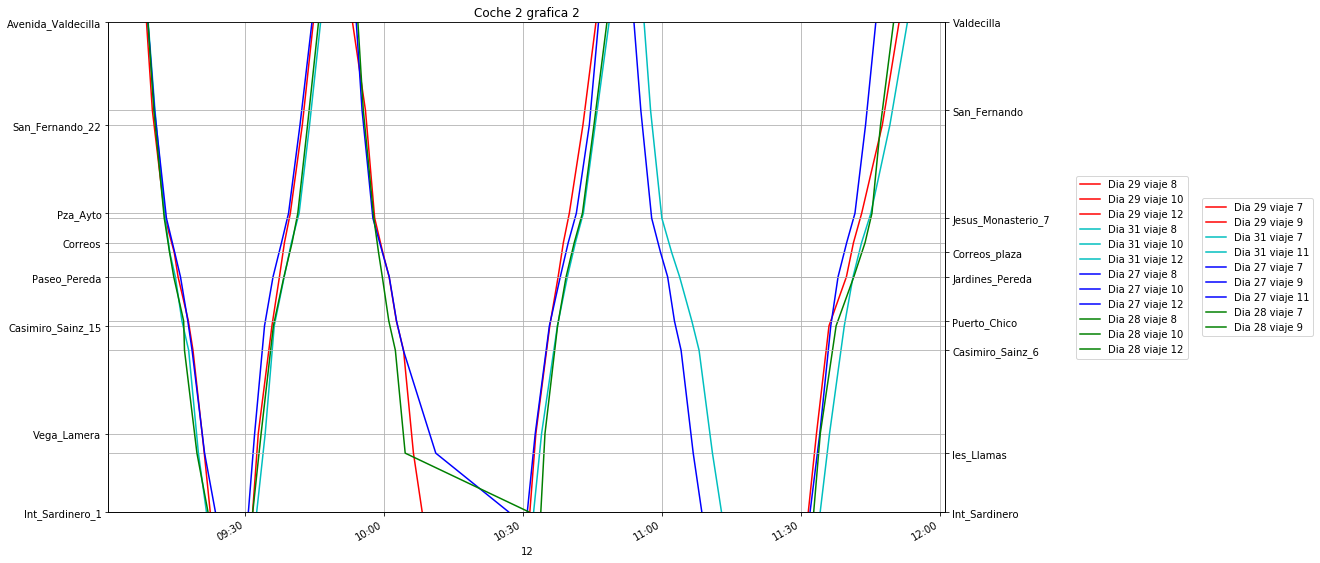 Coche 2 grafica 2
Avenida_Valdecilla
San_Fernando_22
Pza_Ayto
Correos
Paseo_Pereda
Casimiro_Sainz_15
Vega_Lamera
Int_Sardinero_1
Valdecilla
San_Fernando
Jesus_Monasterio_7
Correos_plaza
Jardines_Pereda
Puerto_Chico
Casimiro_Sainz_6
Ies_Llamas
Int_Sardinero
09:30
10:00
10:30
11:00
11:30
12:00
12
Dia 29 viaje 8
Dia 29 viaje 10
Dia 29 viaje 12
Dia 31 viaje 8
Dia 31 viaje 10
Dia 31 viaje 12
Dia 27 viaje 8
Dia 27 viaje 10
Dia 27 viaje 12
Dia 28 viaje 8
Dia 28 viaje 10
Dia 28 viaje 12
Dia 29 viaje 7
Dia 29 viaje 9
Dia 31 viaje 7
Dia 31 viaje 11
Dia 27 viaje 7
Dia 27 viaje 9
Dia 27 viaje 11
Dia 28 viaje 7
Dia 28 viaje 9